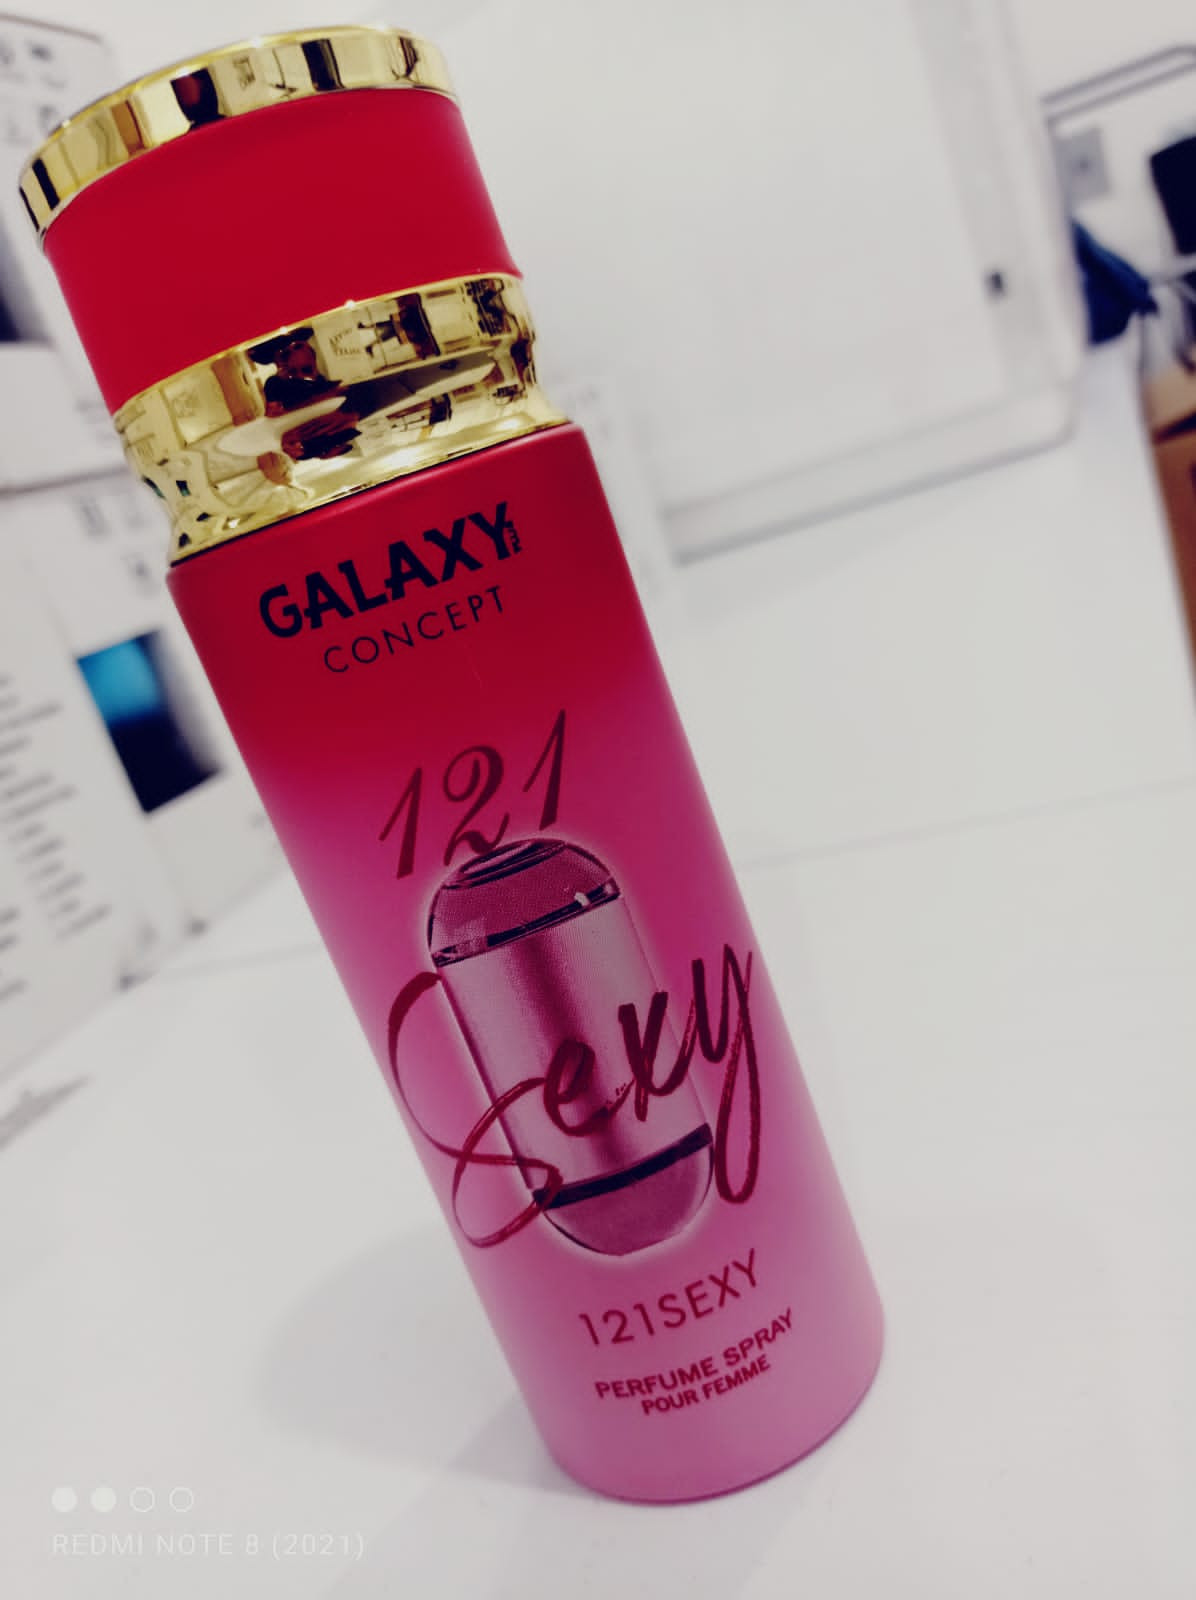 GALAXY
CONCEPT
121
Sexy
121SEXY
PERFUME SPRAY
POUR FEMME
REDMI NOTE 8 (2021)